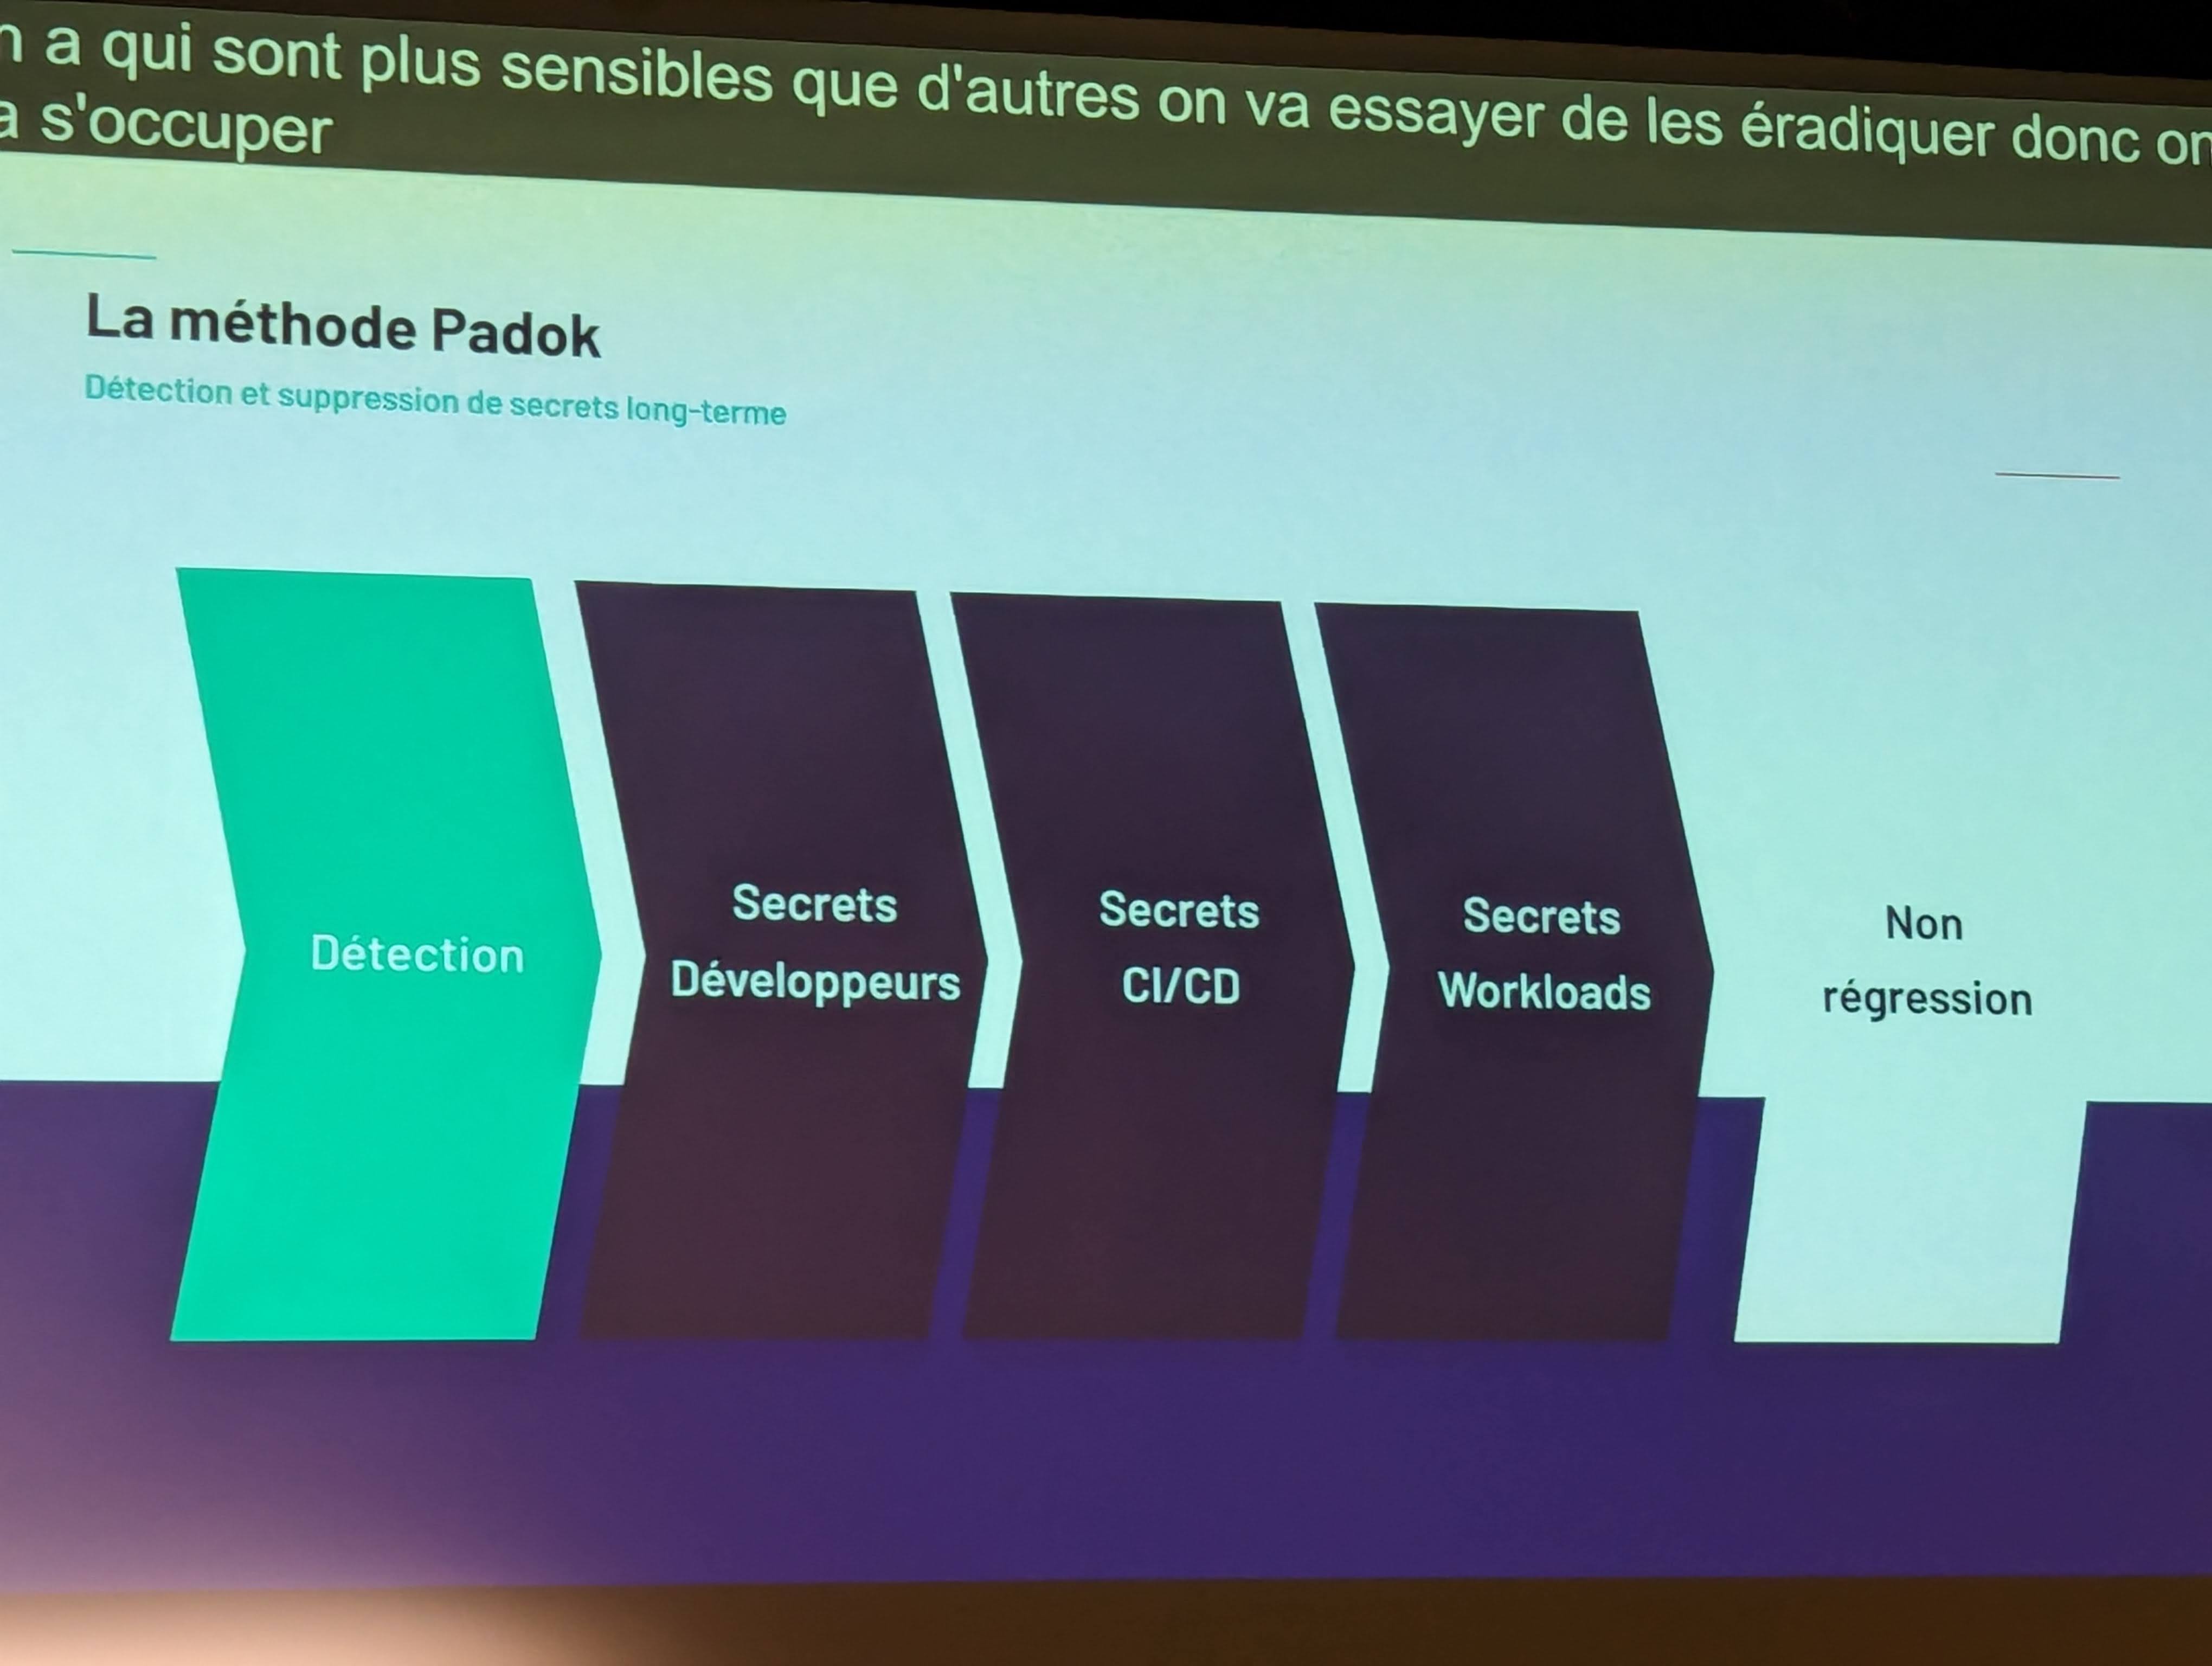 a qui sont plus sensibles que d'autres on va essayer de les éradiquer donc on
s'occuper
La méthode Padok
Détection et suppression de secrets long-terme
Détection
Secrets
Développeurs
Secrets
CI/CD
Secrets
Workloads
Non
régression